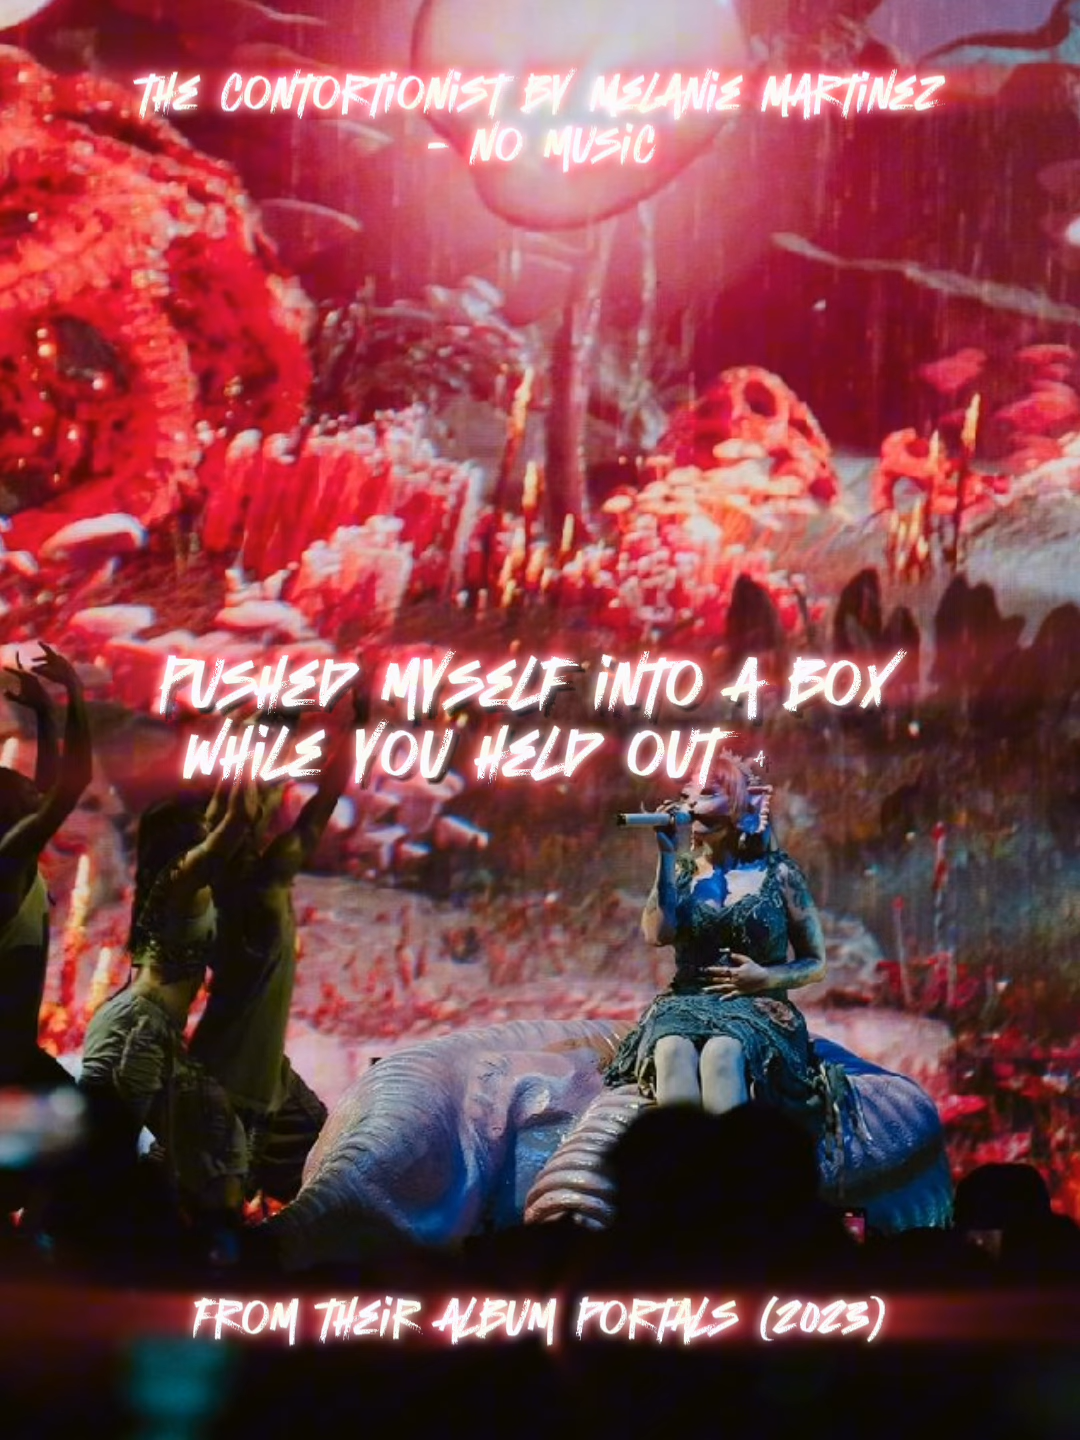 THE CONTORTIONIST BY MELANIE MARTINEZ
- NO MUSIC
PUSHED MYSELF INTO A BOX
WHILE YOU HELD OUT A
FROM THEIR ALBUM PORTALS (2023)